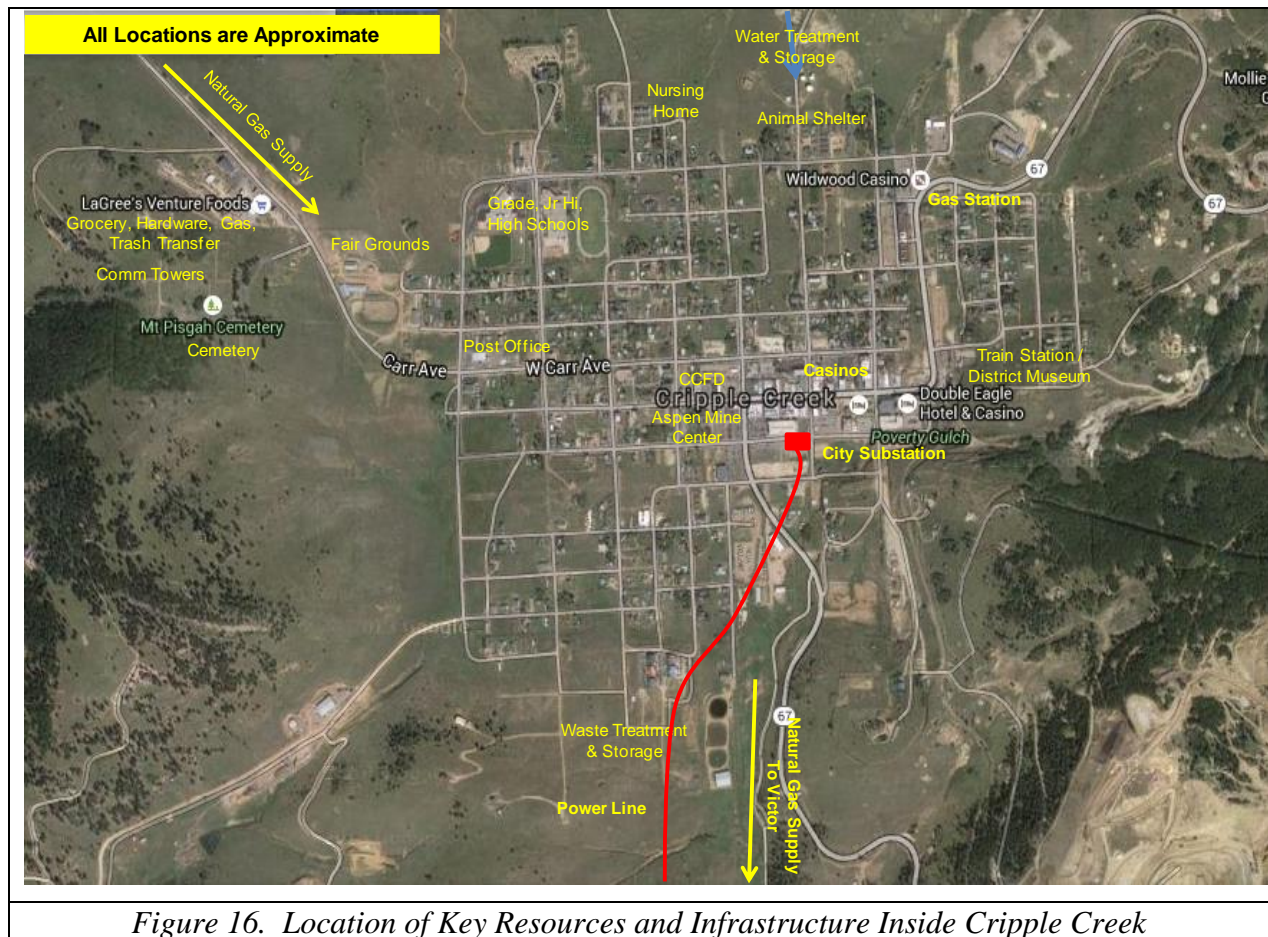 All Locations are Approximate
Natural Gas Supply
Water Treatment
& Storage
Nursing
Home
Animal Shelter
Mollie
Wildwood Casino
67
Gas Station
LaGree's Venture Foods
Grocery, Hardware, Gas,
Trash Transfer
Grade, Jr Hi,
High Schools
Fair Grounds
Comm Towers
Mt Pisgah Cemetery
Cemetery
Post Office
Carr Ave
W Carr Ave
CCFD
Casinos
Train Station /
District Museum
Cripple Creek
Double Eagle
Hotel & Casino
Aspen Mine
Center
Poverty Gulch
City Substation
67
Waste Treatment
& Storage
Natural Gas Supply
To Victor
Power Line
Figure 16. Location of Key Resources and Infrastructure Inside Cripple Creek